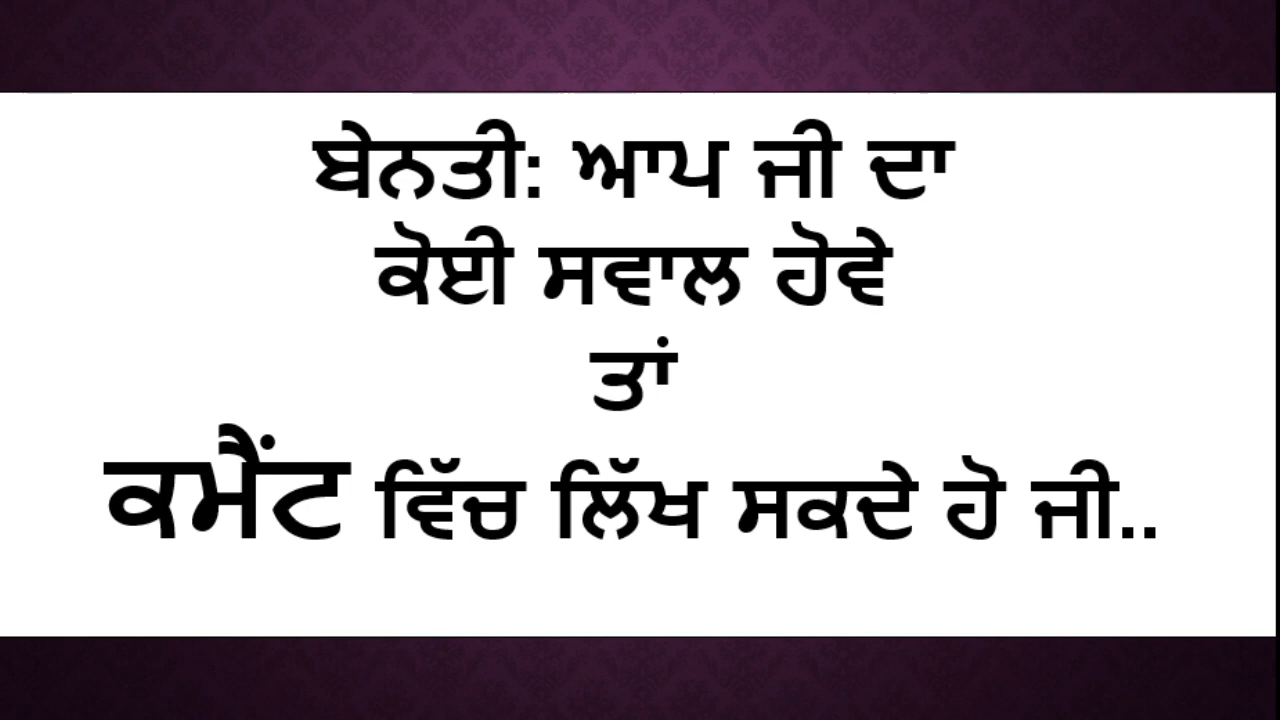 ਬੇਨਤੀ: ਆਪ ਜੀ ਦਾ
ਕੋਈ ਸਵਾਲ ਹੋਵੇ
ਤਾਂ
ਕਮੈਂਟ ਵਿੱਚ ਲਿੱਖ ਸਕਦੇ ਹੋ ਜੀ..